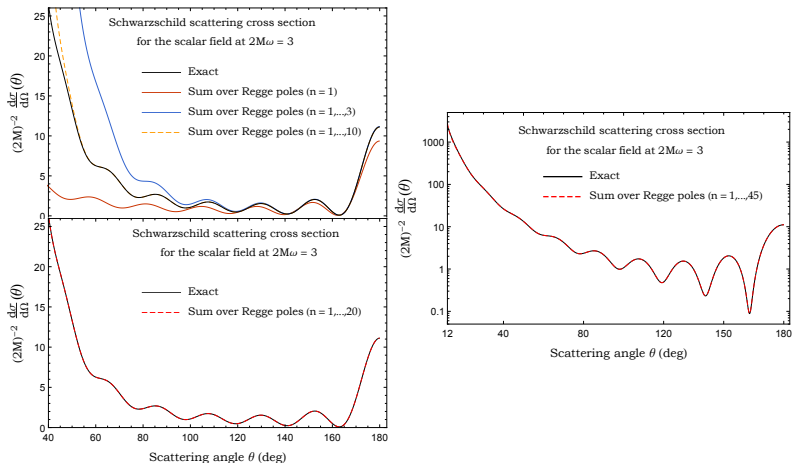 Schwarzschild scattering cross section
for the scalar field at 2Mω = 3
Exact
Sum over Regge poles (n = 1)
Sum over Regge poles (n = 1,...,3)
Sum over Regge poles (n = 1,...,10)
(2M)⁻² dσ/dΩ(θ)
25
20
15
10
5
0
Schwarzschild scattering cross section
for the scalar field at 2Mω = 3
Exact
Sum over Regge poles (n = 1,...,20)
(2M)⁻² dσ/dΩ(θ)
25
20
15
10
5
0
40 60 80 100 120 140 160 180
Scattering angle θ (deg)
Schwarzschild scattering cross section
for the scalar field at 2Mω = 3
Exact
Sum over Regge poles (n = 1,...,45)
(2M)⁻² dσ/dΩ(θ)
1000
100
10
1
0.1
12 40 80 120 160 180
Scattering angle θ (deg)